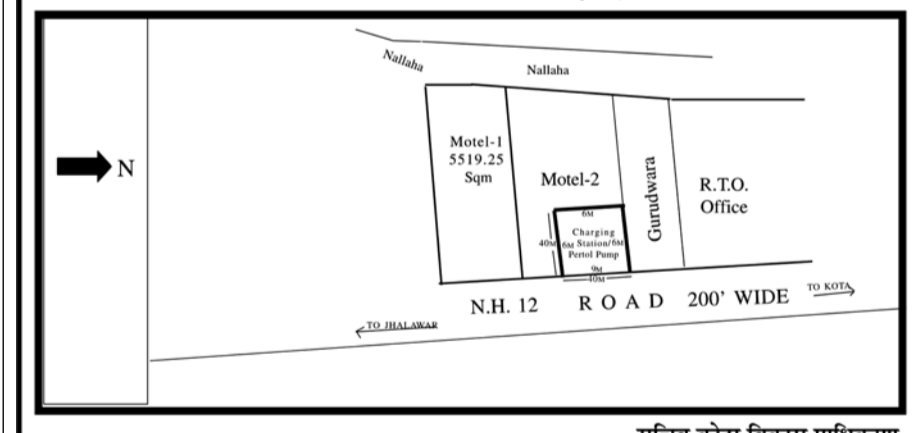 Nallaha
Nallaha
N
Motel-1
5519.25
Sqm
Motel-2
Gurudwara
R.T.O.
Office
6M
Charging
40M 6M Station/6M
Pertol Pump
9M
40M
N.H. 12 ROAD 200' WIDE
TO KOTA
TO JHALAWAR